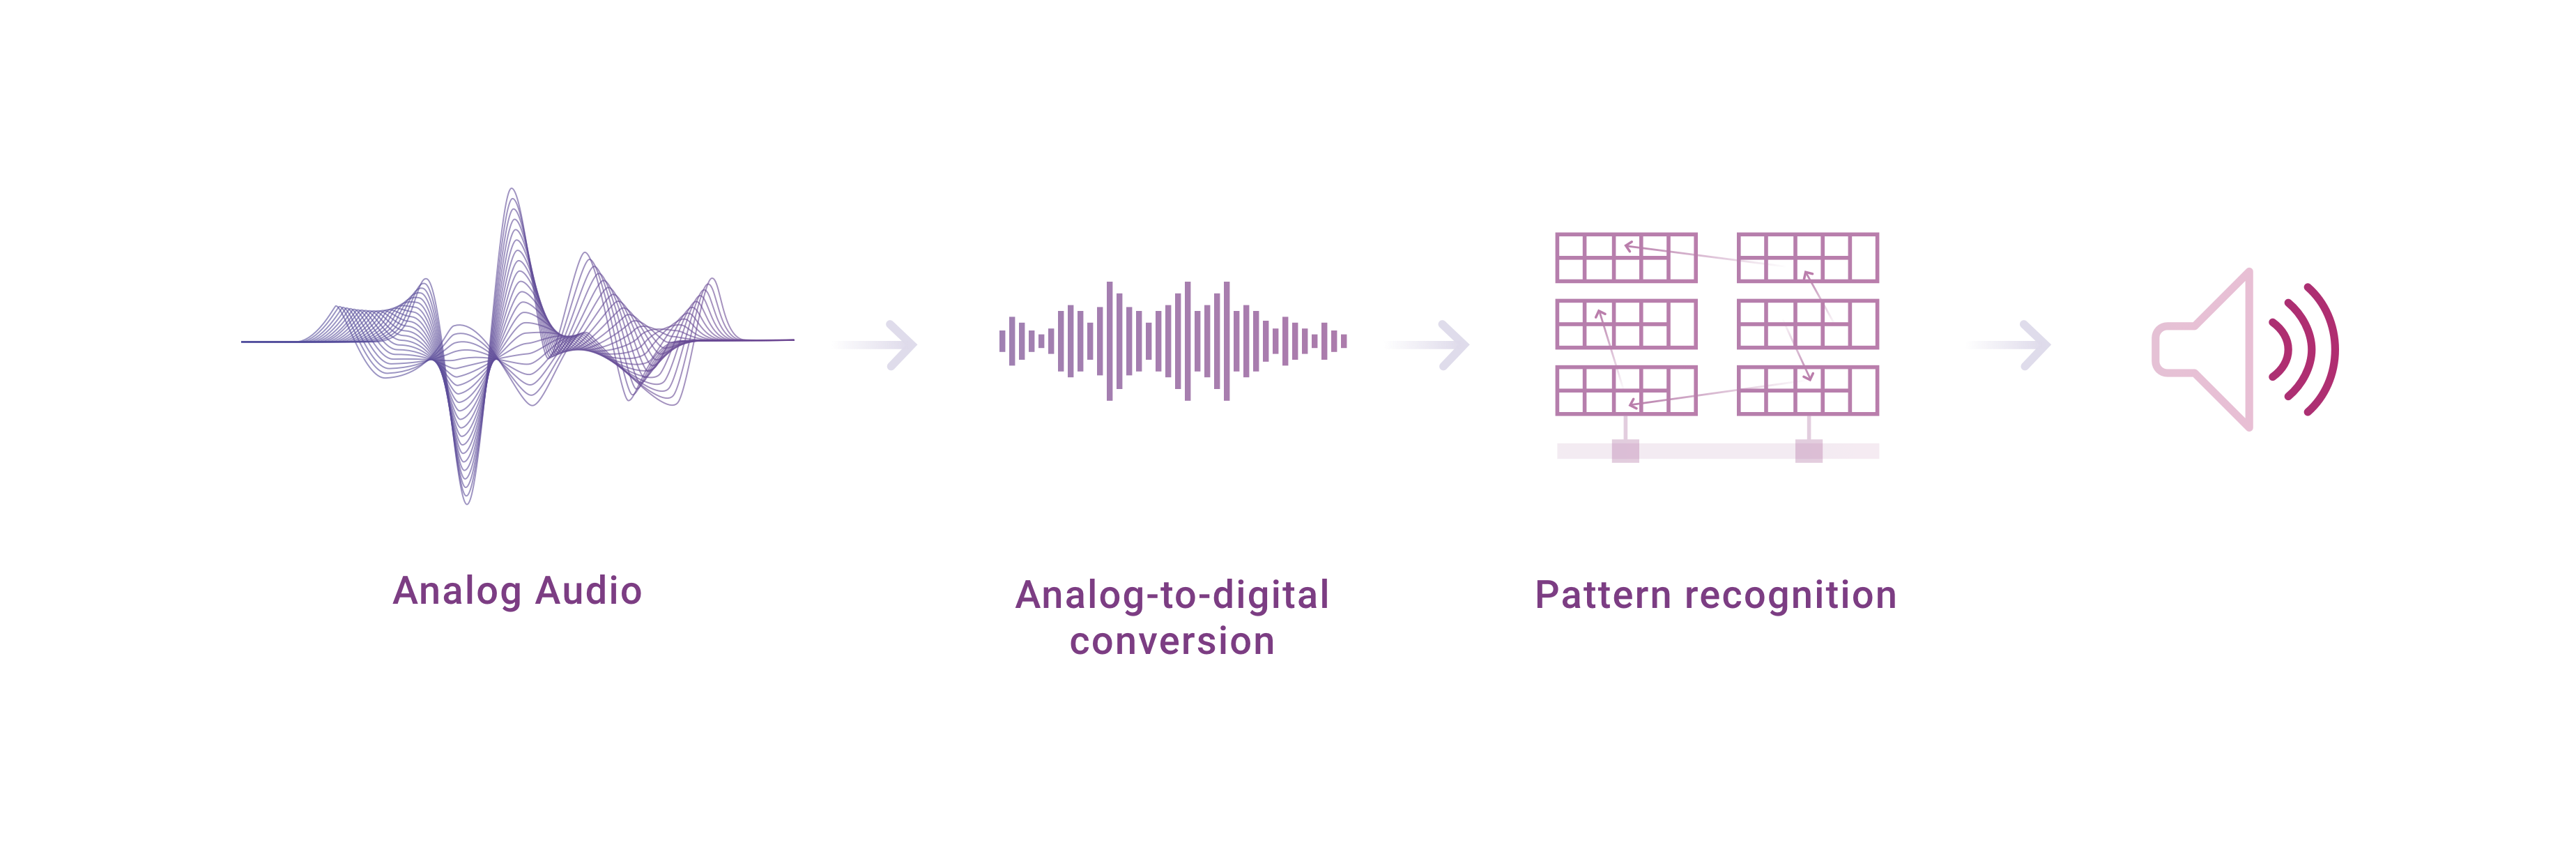 Analog Audio
Analog-to-digital
conversion
Pattern recognition